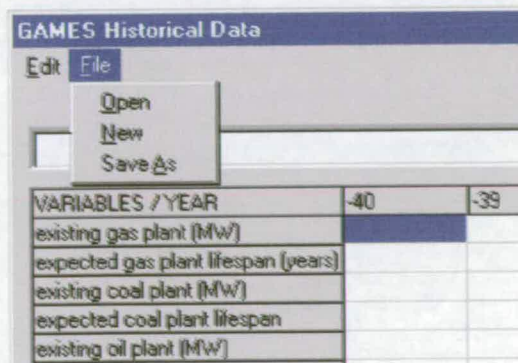 GAMES Historical Data
Edit File
Open
New
Save As
VARIABLES / YEAR -40 -39
existing gas plant (MW)
expected gas plant lifespan (years)
existing coal plant (MW)
expected coal plant lifespan
existing oil plant (MW)